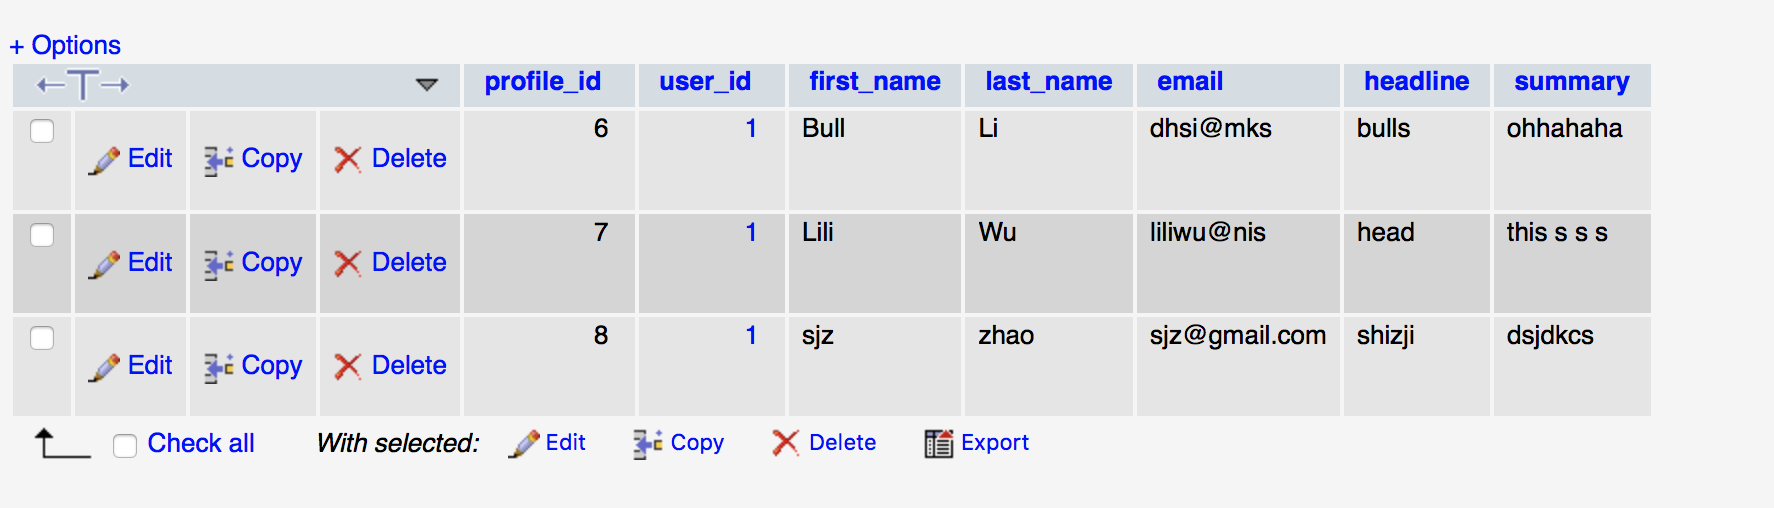 + Options
←T→ profile_id user_id first_name last_name email headline summary
Edit Copy Delete 6 1 Bull Li dhsi@mks bulls ohhahaha
Edit Copy Delete 7 1 Lili Wu liliwu@nis head this s s s
Edit Copy Delete 8 1 sjz zhao sjz@gmail.com shizji dsjdkcs
Check all With selected: Edit Copy Delete Export